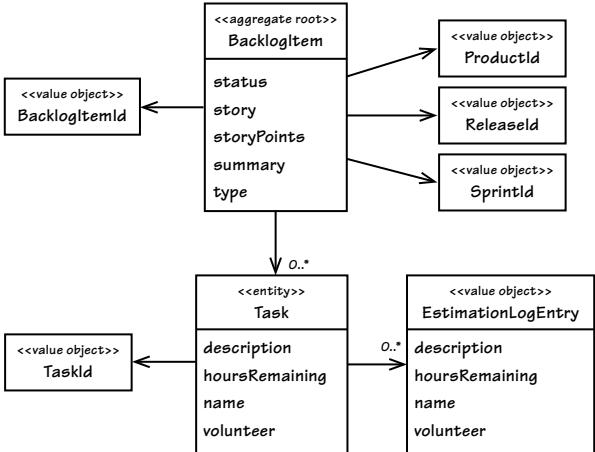 <<aggregate root>>
BacklogItem
status
story
storyPoints
summary
type
<<value object>>
BacklogItemId
<<value object>>
ProductId
<<value object>>
ReleaseId
<<value object>>
SprintId
0..*
<<entity>>
Task
description
hoursRemaining
name
volunteer
<<value object>>
TaskId
0..*
<<value object>>
EstimationLogEntry
description
hoursRemaining
name
volunteer